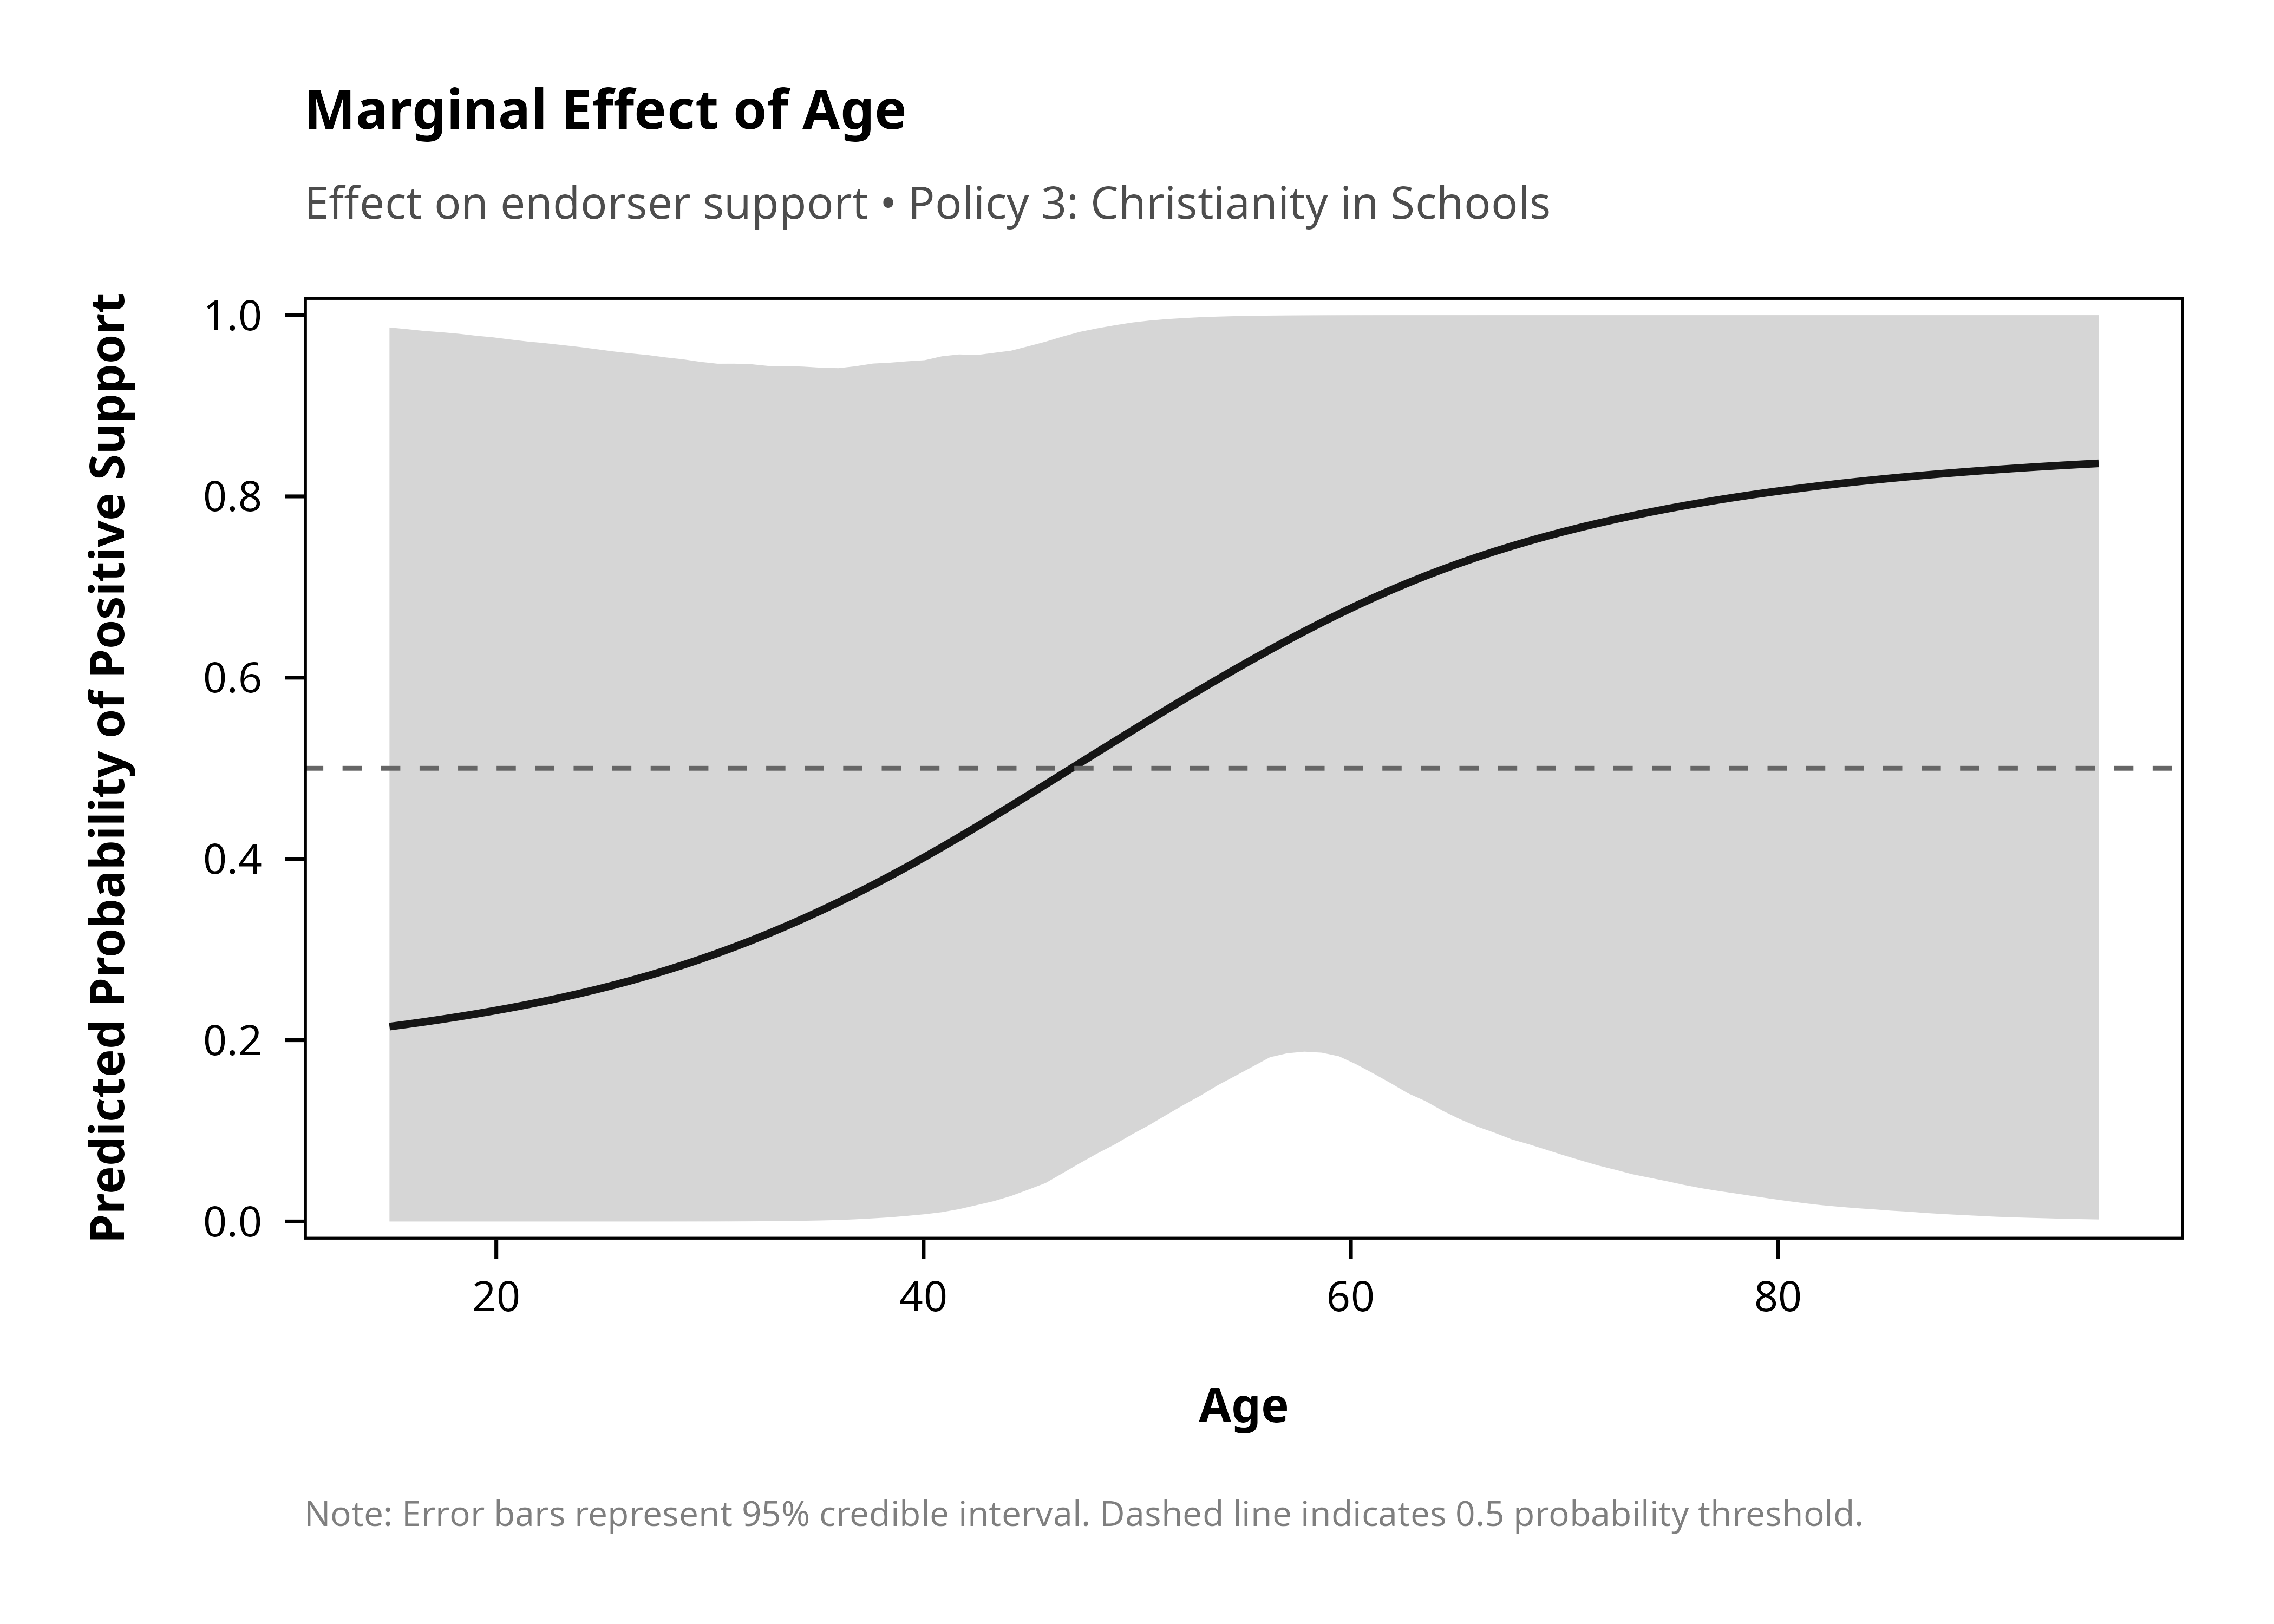 Marginal Effect of Age
Effect on endorser support • Policy 3: Christianity in Schools
Predicted Probability of Positive Support
1.0
0.8
0.6
0.4
0.2
0.0
20 40 60 80
Age
Note: Error bars represent 95% credible interval. Dashed line indicates 0.5 probability threshold.